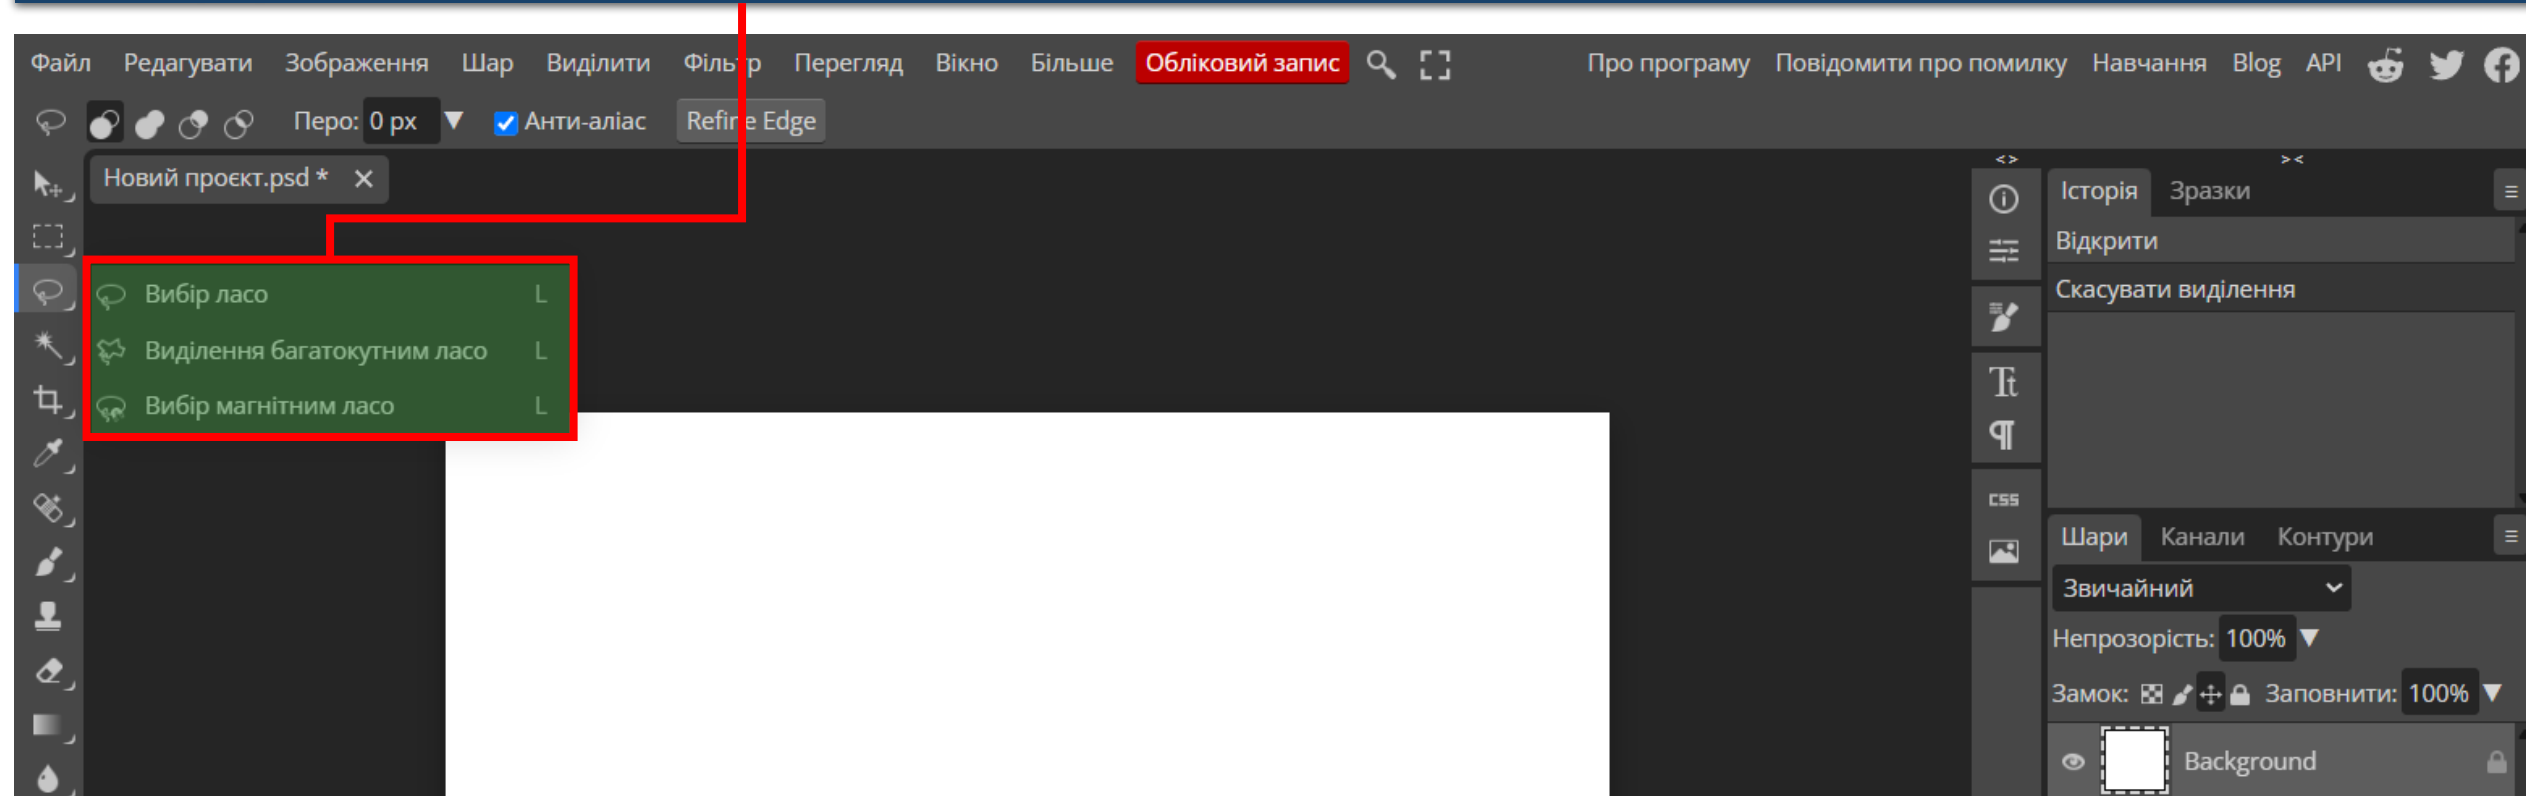 Файл Редагувати Зображення Шар Виділити Фільтр Перегляд Вікно Більше Обліковий запис Про програму Повідомити про помилку Навчання Blog API
Перо: 0 px Анти-аліас Refine Edge
Новий проєкт.psd *
Вибір ласо L
Виділення багатокутним ласо L
Вибір магнітним ласо L
<> ><
Історія Зразки
Відкрити
Скасувати виділення
Tt
¶
CSS
Шари Канали Контури
Звичайний
Непрозорість: 100%
Замок: Заповнити: 100%
Background